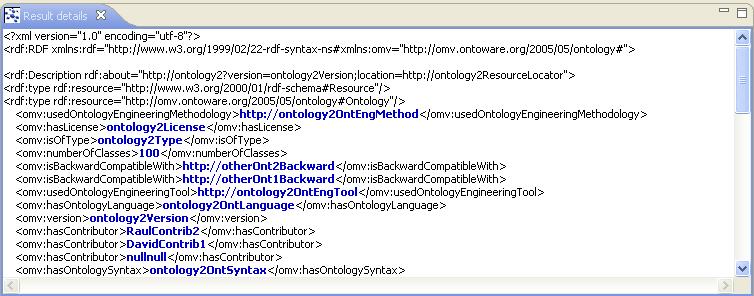 Result details
<?xml version="1.0" encoding="utf-8"?>
<rdf:RDF xmlns:rdf="http://www.w3.org/1999/02/22-rdf-syntax-ns#xmlns:omv="http://omv.ontoware.org/2005/05/ontology#">
<rdf:Description rdf:about="http://ontology2?version=ontology2Version;location=http://ontology2ResourceLocator">
<rdf:type rdf:resource="http://www.w3.org/2000/01/rdf-schema#Resource"/>
<rdf:type rdf:resource="http://omv.ontoware.org/2005/05/ontology#Ontology"/>
<omv:usedOntologyEngineeringMethodology>http://ontology2OntEngMethod</omv:usedOntologyEngineeringMethodology>
<omv:hasLicense>ontology2License</omv:hasLicense>
<omv:isOfType>ontology2Type</omv:isOfType>
<omv:numberOfClasses>100</omv:numberOfClasses>
<omv:isBackwardCompatibleWith>http://otherOnt2Backward</omv:isBackwardCompatibleWith>
<omv:isBackwardCompatibleWith>http://otherOnt1Backward</omv:isBackwardCompatibleWith>
<omv:usedOntologyEngineeringTool>http://ontology2OntEngTool</omv:usedOntologyEngineeringTool>
<omv:hasOntologyLanguage>ontology2OntLanguage</omv:hasOntologyLanguage>
<omv:version>ontology2Version</omv:version>
<omv:hasContributor>RaulContrib2</omv:hasContributor>
<omv:hasContributor>DavidContrib1</omv:hasContributor>
<omv:hasContributor>nullnull</omv:hasContributor>
<omv:hasOntologySyntax>ontology2OntSyntax</omv:hasOntologySyntax>